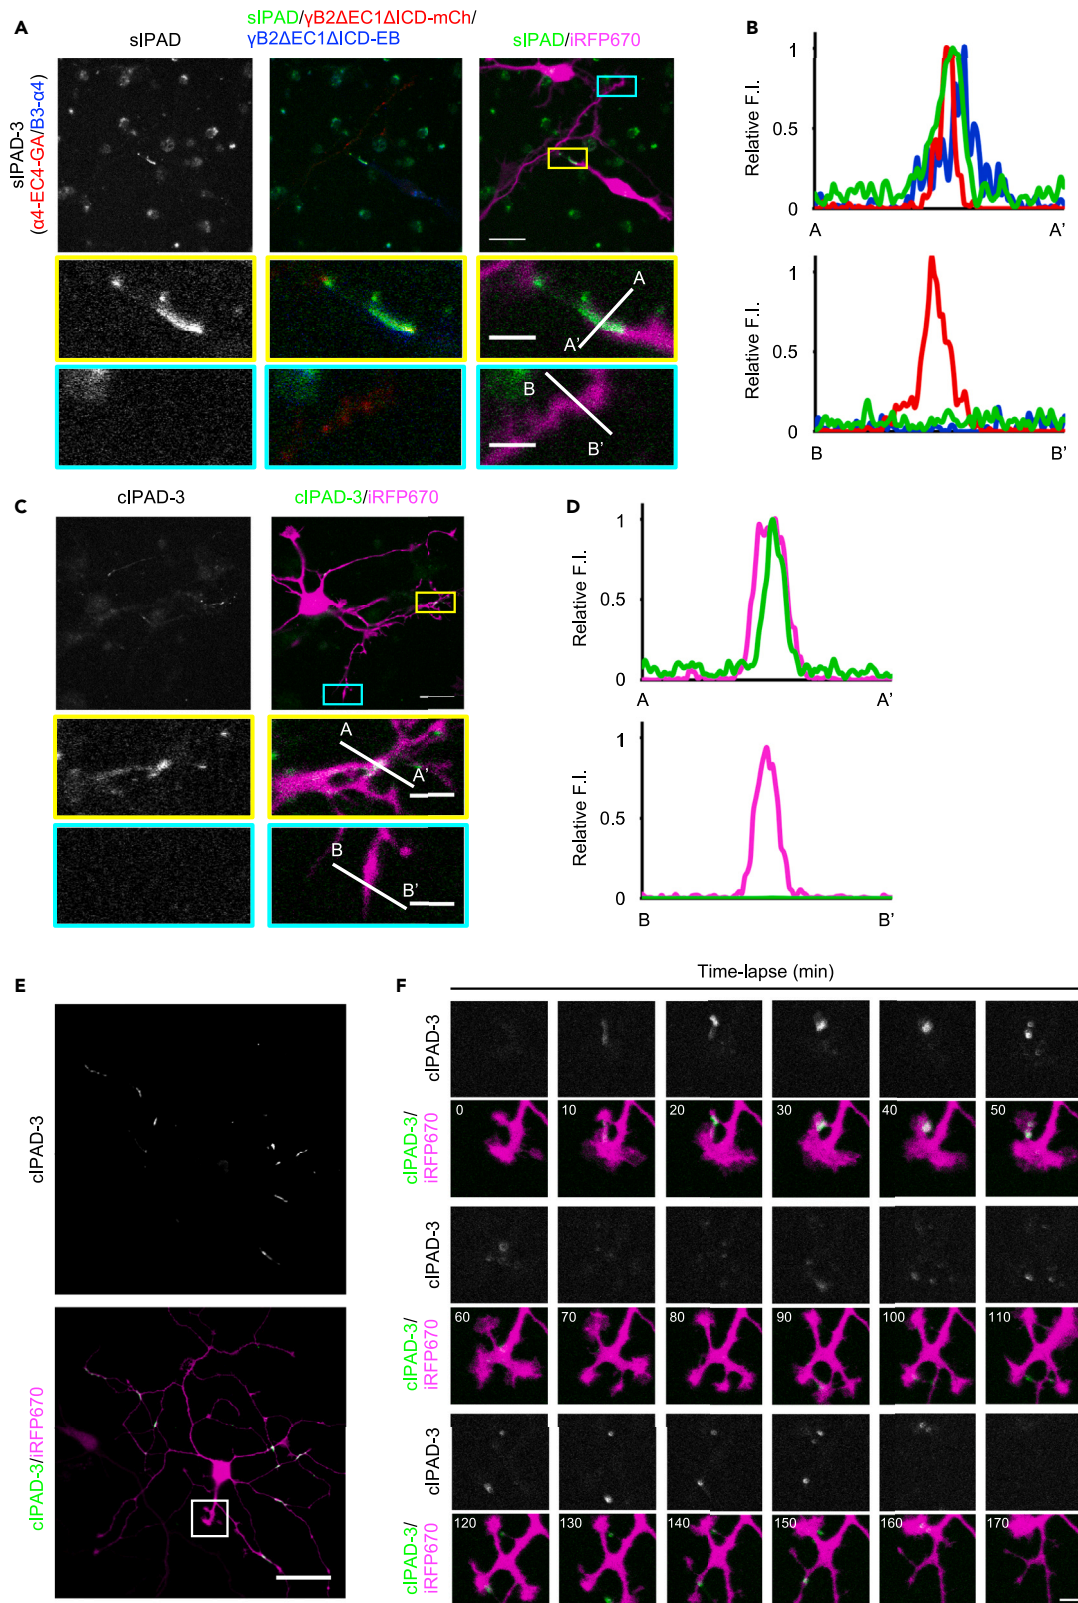 A
sIPAD
sIPAD/γB2ΔEC1ΔICD-mCh/
γB2ΔEC1ΔICD-EB
sIPAD/iRFP670
sIPAD-3
(α4-EC4-GA/B3-α4)
A
A'
B
B'
B
Relative F.I.
1
0.5
0
A
A'
Relative F.I.
1
0.5
0
B
B'
C
cIPAD-3
cIPAD-3/iRFP670
A
A'
B
B'
D
Relative F.I.
1
0.5
0
A
A'
Relative F.I.
1
0.5
0
B
B'
E
cIPAD-3
cIPAD-3/iRFP670
F
Time-lapse (min)
cIPAD-3
cIPAD-3/
iRFP670
0
10
20
30
40
50
cIPAD-3
cIPAD-3/
iRFP670
60
70
80
90
100
110
cIPAD-3
cIPAD-3/
iRFP670
120
130
140
150
160
170